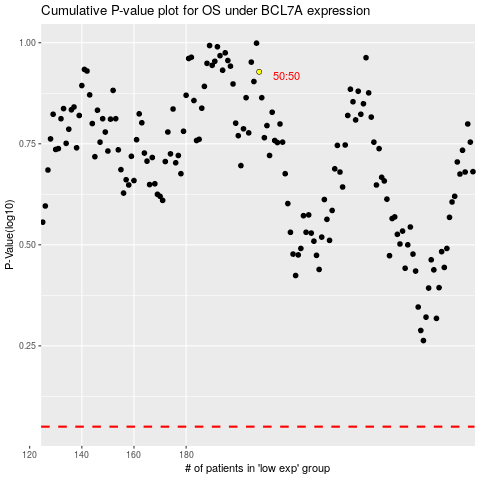 Cumulative P-value plot for OS under BCL7A expression
1.00
50:50
0.75
P-Value(log10)
0.50
0.25
120 140 160 180
# of patients in 'low exp' group